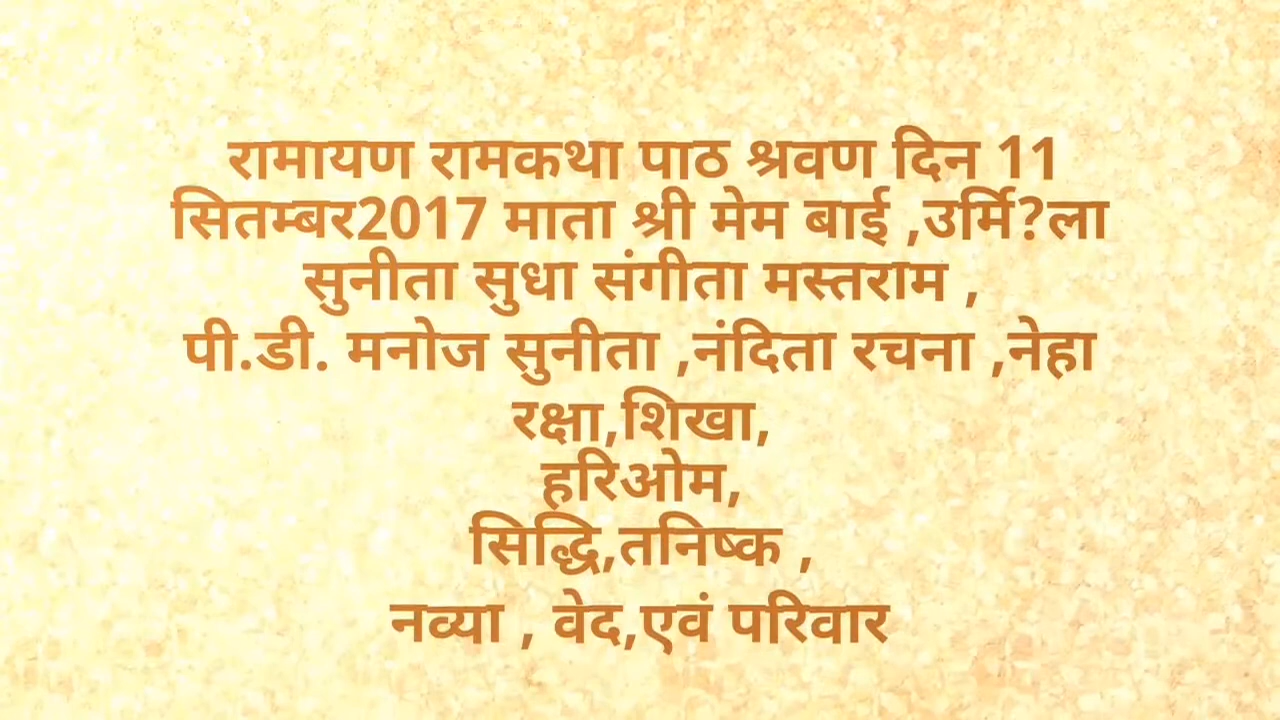 रामायण रामकथा पाठ श्रवण दिन 11
सितम्बर2017 माता श्री मेम बाई ,उर्मि?ला
सुनीता सुधा संगीता मस्तराम ,
पी.डी. मनोज सुनीता ,नंदिता रचना ,नेहा
रक्षा,शिखा,
हरिओम,
सिद्धि,तनिष्क ,
नव्या , वेद,एवं परिवार